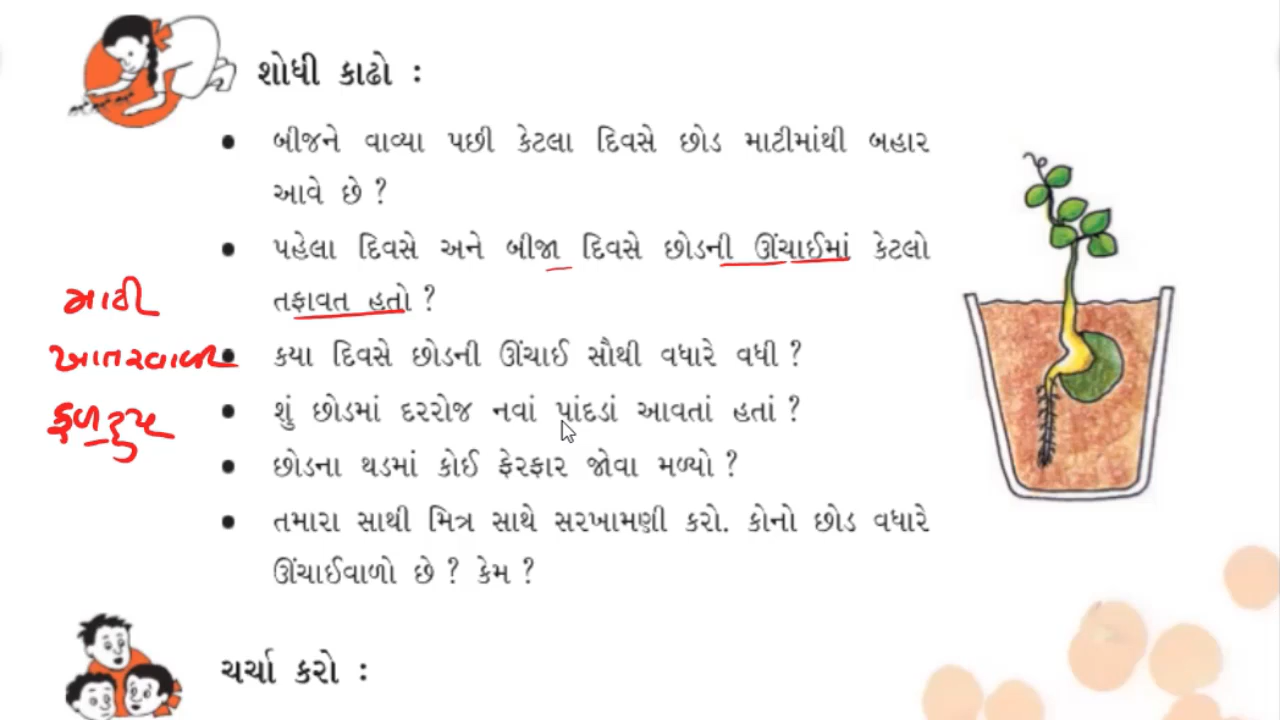 શોધી કાઢો :
• બીજને વાવ્યા પછી કેટલા દિવસે છોડ માટીમાંથી બહાર
આવે છે ?
• પહેલા દિવસે અને બીજા દિવસે છોડની ઊંચાઈમાં કેટલો
તફાવત હતો ?
માટી
• કયા દિવસે છોડની ઊંચાઈ સૌથી વધારે વધી ?
ખાતરવાળી
• શું છોડમાં દરરોજ નવાં પાંદડાં આવતાં હતાં ?
ફળદ્રુપ
• છોડના થડમાં કોઈ ફેરફાર જોવા મળ્યો ?
• તમારા સાથી મિત્ર સાથે સરખામણી કરો. કોનો છોડ વધારે
ઊંચાઈવાળો છે ? કેમ ?
ચર્ચા કરો :